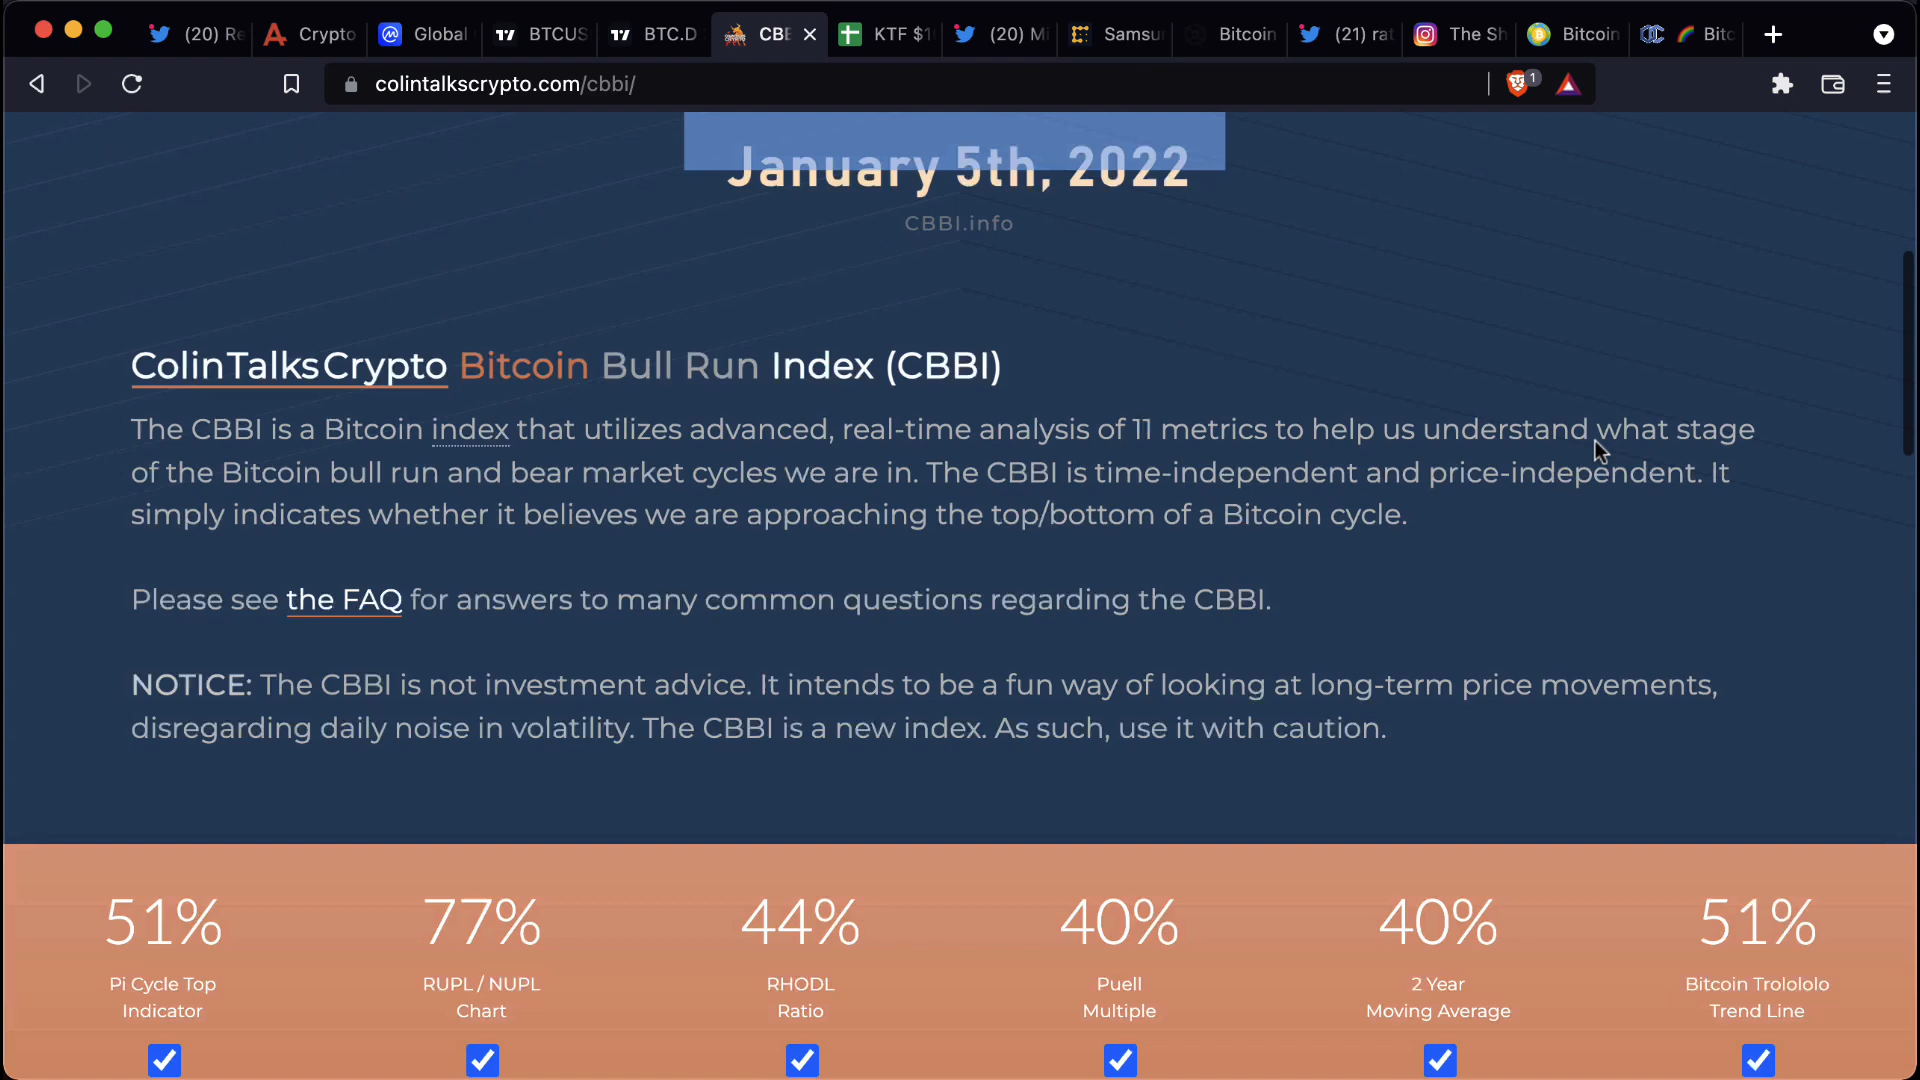 (20) Re
Crypto
Global
BTCUS
BTC.D
CBE
KTF $1
(20) Mi
Samsu
Bitcoin
(21) rat
The Sh
Bitcoin
Bitc
colintalkscrypto.com/cbbi/
1
January 5th, 2022
CBBI.info
ColinTalksCrypto Bitcoin Bull Run Index (CBBI)
The CBBI is a Bitcoin index that utilizes advanced, real-time analysis of 11 metrics to help us understand what stage
of the Bitcoin bull run and bear market cycles we are in. The CBBI is time-independent and price-independent. It
simply indicates whether it believes we are approaching the top/bottom of a Bitcoin cycle.
Please see the FAQ for answers to many common questions regarding the CBBI.
NOTICE: The CBBI is not investment advice. It intends to be a fun way of looking at long-term price movements,
disregarding daily noise in volatility. The CBBI is a new index. As such, use it with caution.
51%
Pi Cycle Top
Indicator
77%
RUPL / NUPL
Chart
44%
RHODL
Ratio
40%
Puell
Multiple
40%
2 Year
Moving Average
51%
Bitcoin Trolololo
Trend Line